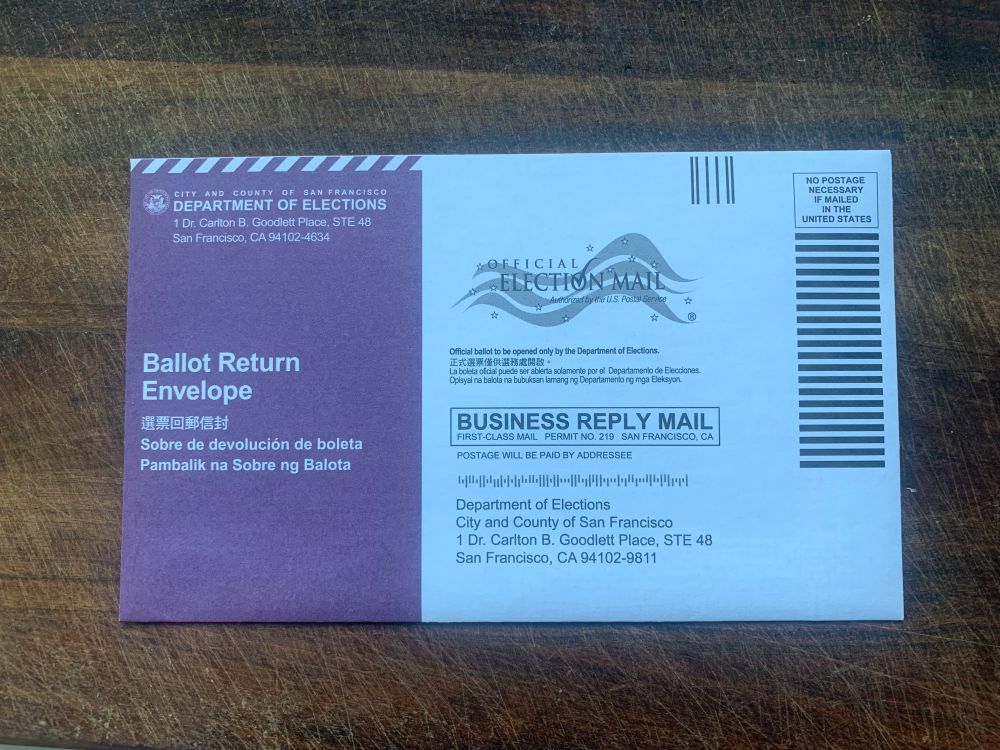 CITY AND COUNTY OF SAN FRANCISCO
DEPARTMENT OF ELECTIONS
1 Dr. Carlton B. Goodlett Place, STE 48
San Francisco, CA 94102-4634
Ballot Return
Envelope
選票回郵信封
Sobre de devolución de boleta
Pambalik na Sobre ng Balota
NO POSTAGE
NECESSARY
IF MAILED
IN THE
UNITED STATES
OFFICIAL
ELECTION MAIL
Authorized by the U.S. Postal Service
®
Official ballot to be opened only by the Department of Elections.
正式選票僅供選務處開啟。
La boleta oficial puede ser abierta solamente por el Departamento de Elecciones.
Opisyal na balota na bubuksan lamang ng Departamento ng mga Eleksyon.
BUSINESS REPLY MAIL
FIRST-CLASS MAIL PERMIT NO. 219 SAN FRANCISCO, CA
POSTAGE WILL BE PAID BY ADDRESSEE
Department of Elections
City and County of San Francisco
1 Dr. Carlton B. Goodlett Place, STE 48
San Francisco, CA 94102-9811